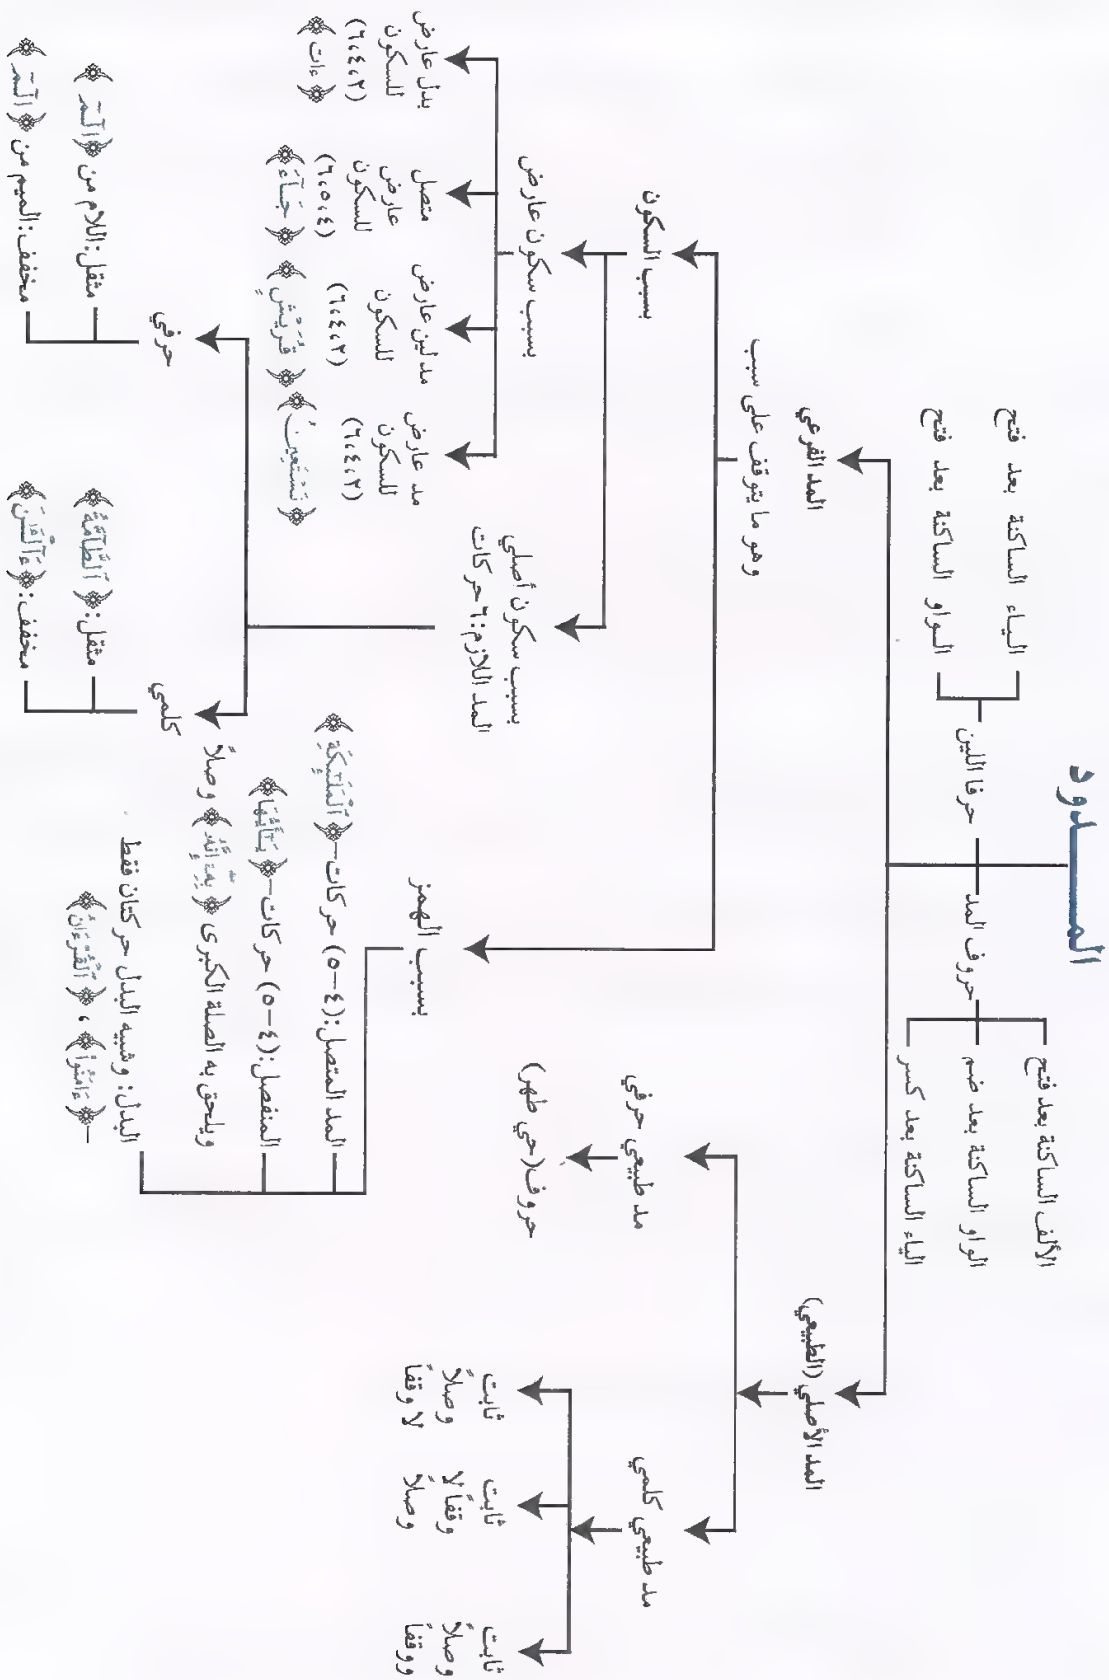 المـــــدود
حروف المد
الألف الساكنة بعد فتح
الواو الساكنة بعد ضم
الياء الساكنة بعد كسر
حرفا اللين
الياء الساكنة بعد فتح
الواو الساكنة بعد فتح
المد الأصلي (الطبيعي)
مد طبيعي كلمي
ثابت
وصلاً
ووقفاً
ثابت
وقفاً لا
وصلاً
ثابت
وصلاً
لا وقفاً
مد طبيعي حرفي
حروف (حي طهر)
المد الفرعي
وهو ما يتوقف على سبب
بسبب الهمز
المد المتصل: (٤-٥) حركات - ﴿ ٱلْمَلَٰٓئِكَةِ ﴾
المنفصل: (٤-٥) حركات - ﴿ يَٰٓأَيُّهَا ﴾
ويلحق به الصلة الكبرى ﴿ بِهِۦٓ أَنَّهُ ﴾ وصلاً
البدل: وشبيه البدل حركتان فقط
- ﴿ ءَامَنُوا۟ ﴾ ، ﴿ ٱلْقُرْءَانُ ﴾
بسبب السكون
بسبب سكون أصلي
المد اللازم: ٦ حركات
كلمي
مثقل: ﴿ ٱلطَّآمَّةُ ﴾
مخفف: ﴿ ءَآلْـَٰٔنَ ﴾
حرفي
مثقل: اللام من ﴿ الٓمٓ ﴾
مخفف: الميم من ﴿ الٓمٓ ﴾
بسبب سكون عارض
مد عارض
للسكون
(٢،٤،٦)
﴿ نَسْتَعِينُ ﴾
مد لين عارض
للسكون
(٢،٤،٦)
﴿ قُرَيْشٍ ﴾
متصل
عارض
للسكون
(٤،٥،٦)
﴿ جَآءَ ﴾
بدل عارض
للسكون
(٢،٤،٦)
﴿ ءات ﴾